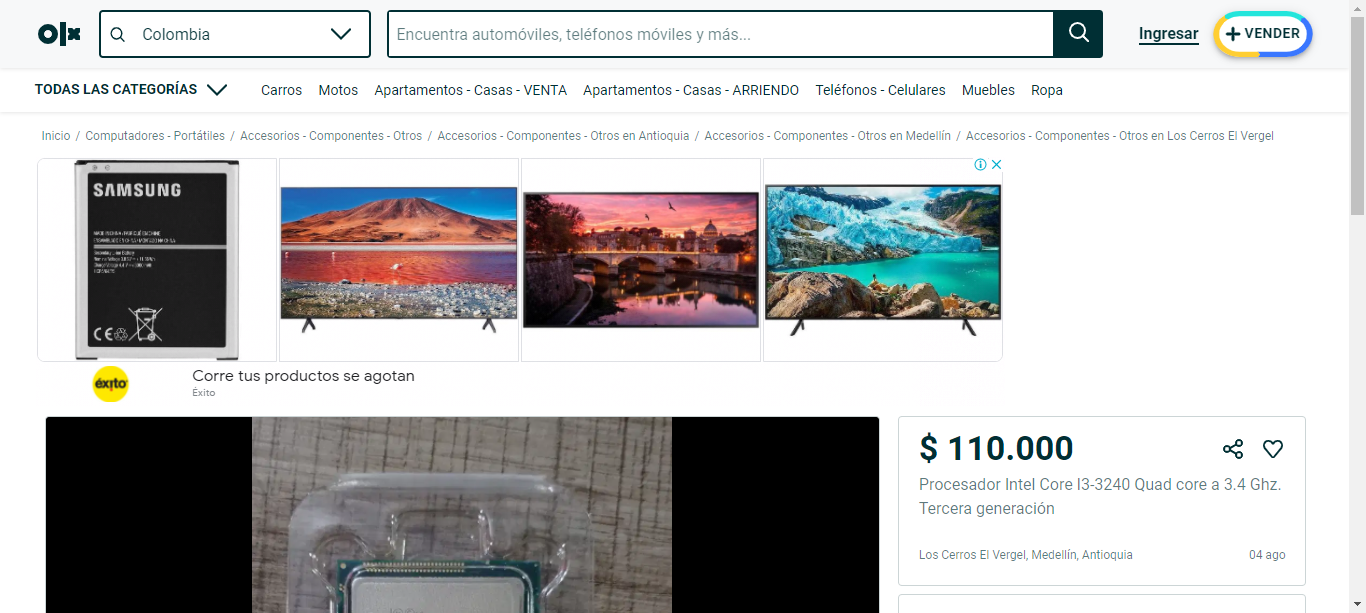 olx
Colombia
Encuentra automóviles, teléfonos móviles y más...
Ingresar
VENDER
TODAS LAS CATEGORÍAS
Carros
Motos
Apartamentos - Casas - VENTA
Apartamentos - Casas - ARRIENDO
Teléfonos - Celulares
Muebles
Ropa
Inicio / Computadores - Portátiles / Accesorios - Componentes - Otros / Accesorios - Componentes - Otros en Antioquia / Accesorios - Componentes - Otros en Medellín / Accesorios - Componentes - Otros en Los Cerros El Vergel
SAMSUNG
CE
éxito
Corre tus productos se agotan
Éxito
$ 110.000
Procesador Intel Core I3-3240 Quad core a 3.4 Ghz.
Tercera generación
Los Cerros El Vergel, Medellín, Antioquia
04 ago